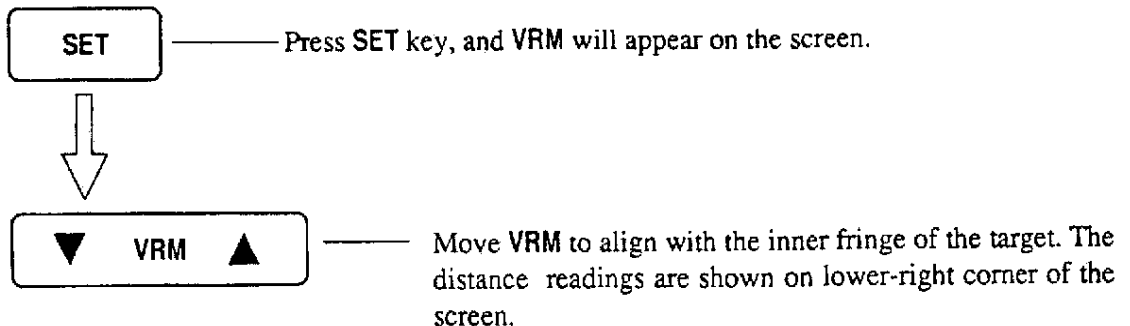 SET
Press SET key, and VRM will appear on the screen.
▼ VRM ▲
Move VRM to align with the inner fringe of the target. The
distance readings are shown on lower-right corner of the
screen.